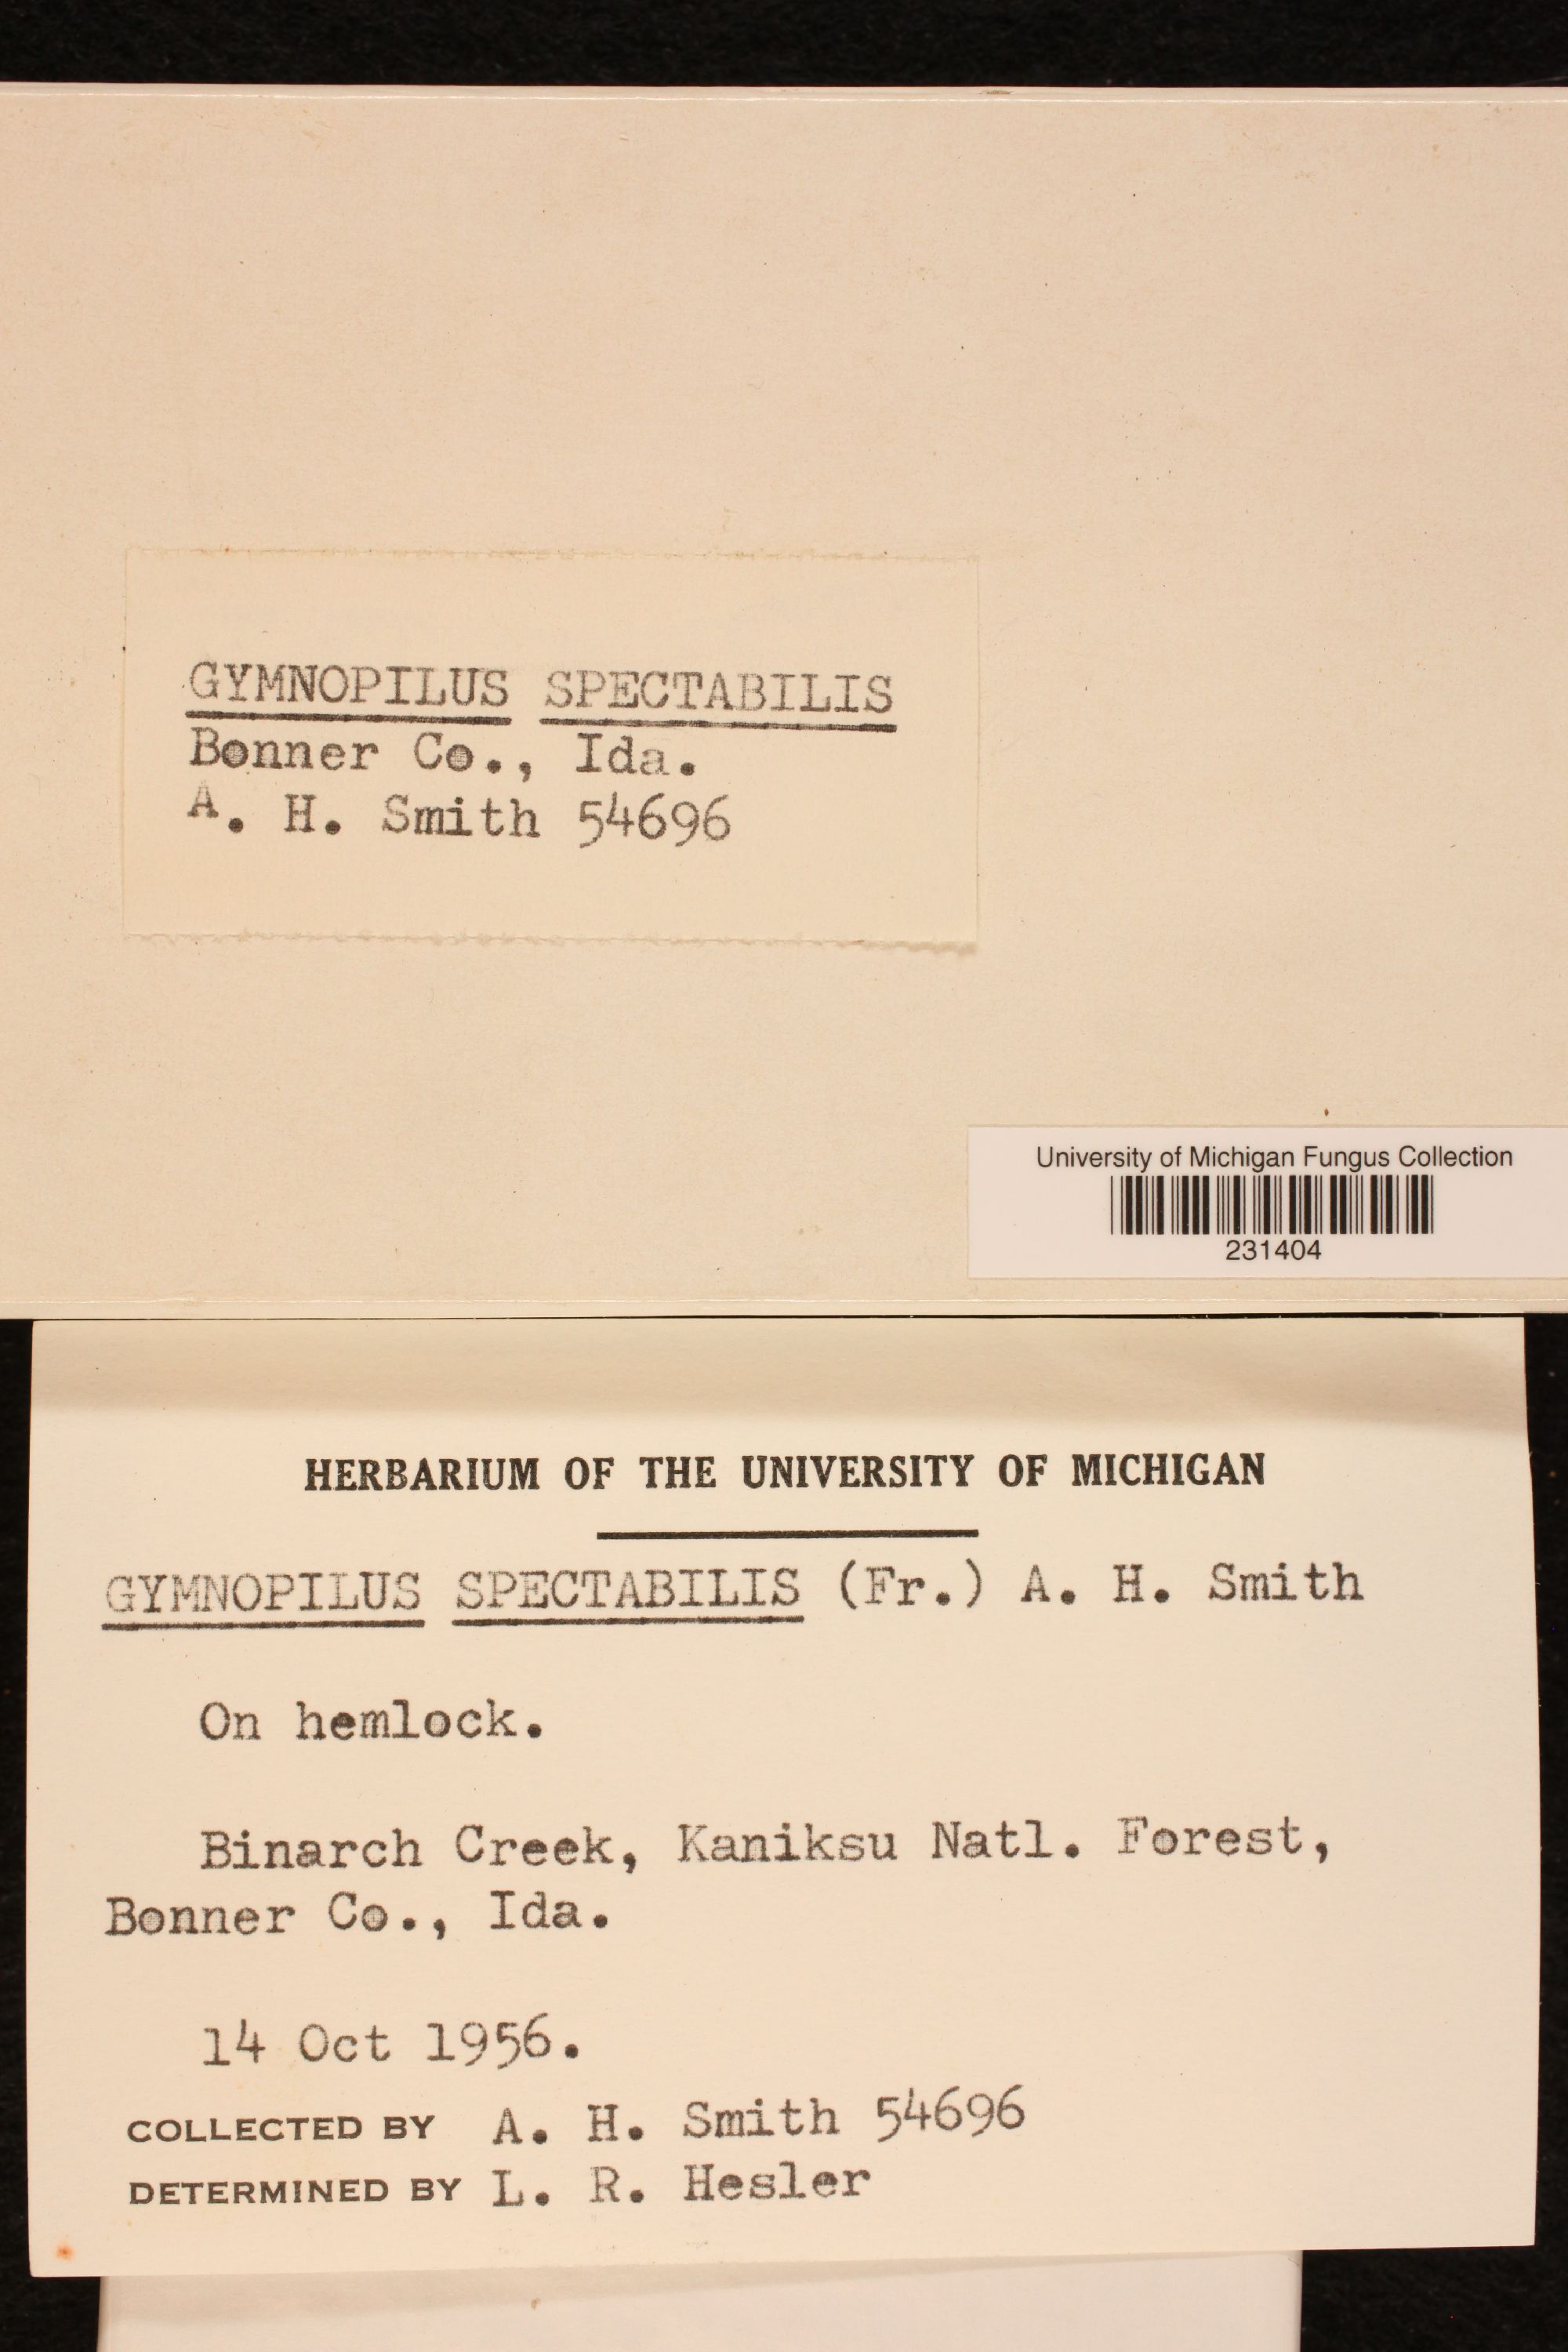 GYMNOPILUS SPECTABILIS
Bonner Co., Ida.
A. H. Smith 54696
University of Michigan Fungus Collection
231404
HERBARIUM OF THE UNIVERSITY OF MICHIGAN
GYMNOPILUS SPECTABILIS (Fr.) A. H. Smith
On hemlock.
Binarch Creek, Kaniksu Natl. Forest,
Bonner Co., Ida.
14 Oct 1956.
COLLECTED BY A. H. Smith 54696
DETERMINED BY L. R. Hesler